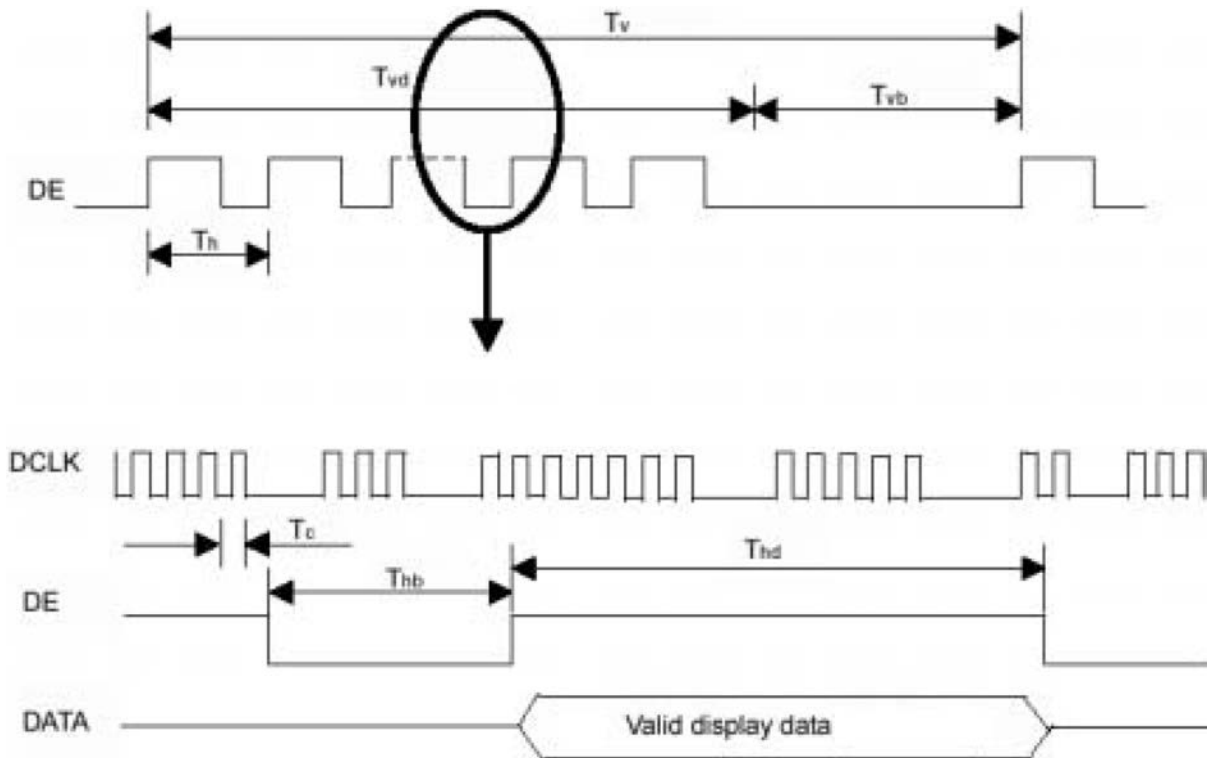 Tv
Tvd
Tvb
DE
Th
DCLK
Tc
Thd
Thb
DE
DATA
Valid display data